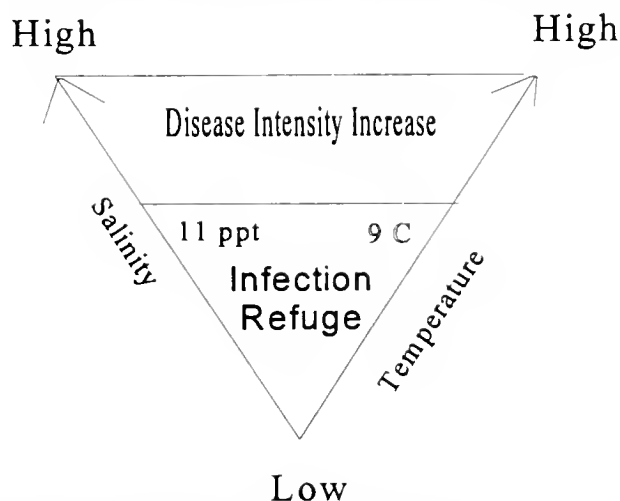 High
High
Disease Intensity Increase
Salinity
11 ppt
9 C
Temperature
Infection
Refuge
Low